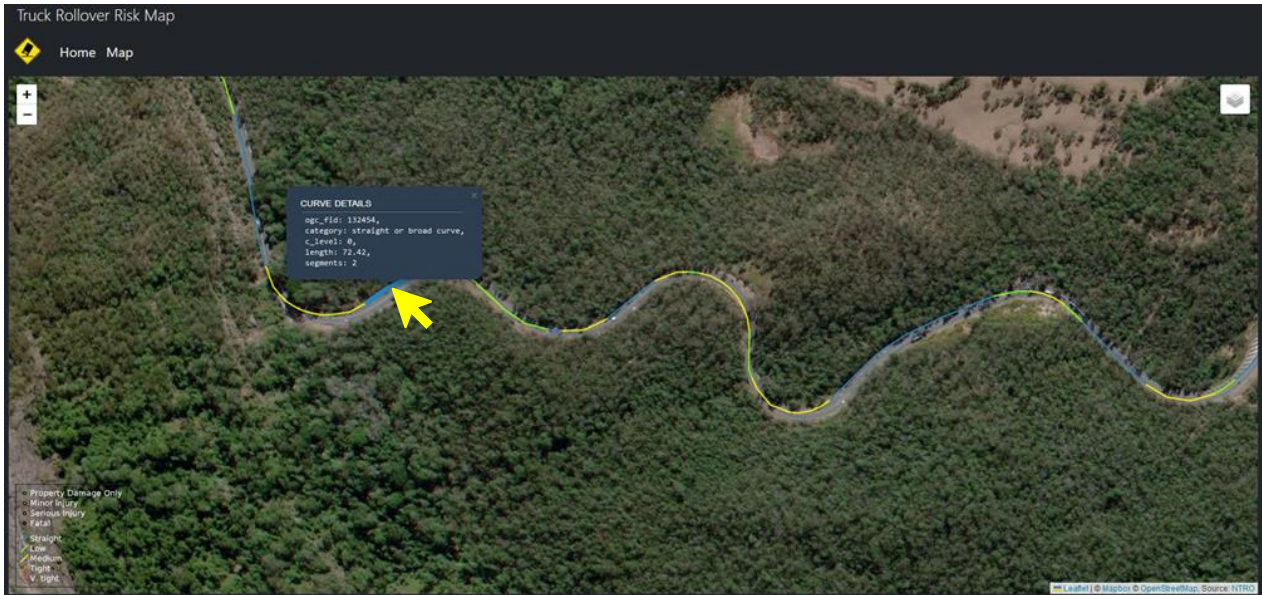 Truck Rollover Risk Map
Home Map
+
−
CURVE DETAILS
×
ogc_fid: 132454,
category: straight or broad curve,
c_level: 0,
length: 72.42,
segments: 2
Property Damage Only
Minor Injury
Serious Injury
Fatal
Straight
Low
Medium
Tight
V. tight
Leaflet | © Mapbox © OpenStreetMap, Source: NTRO